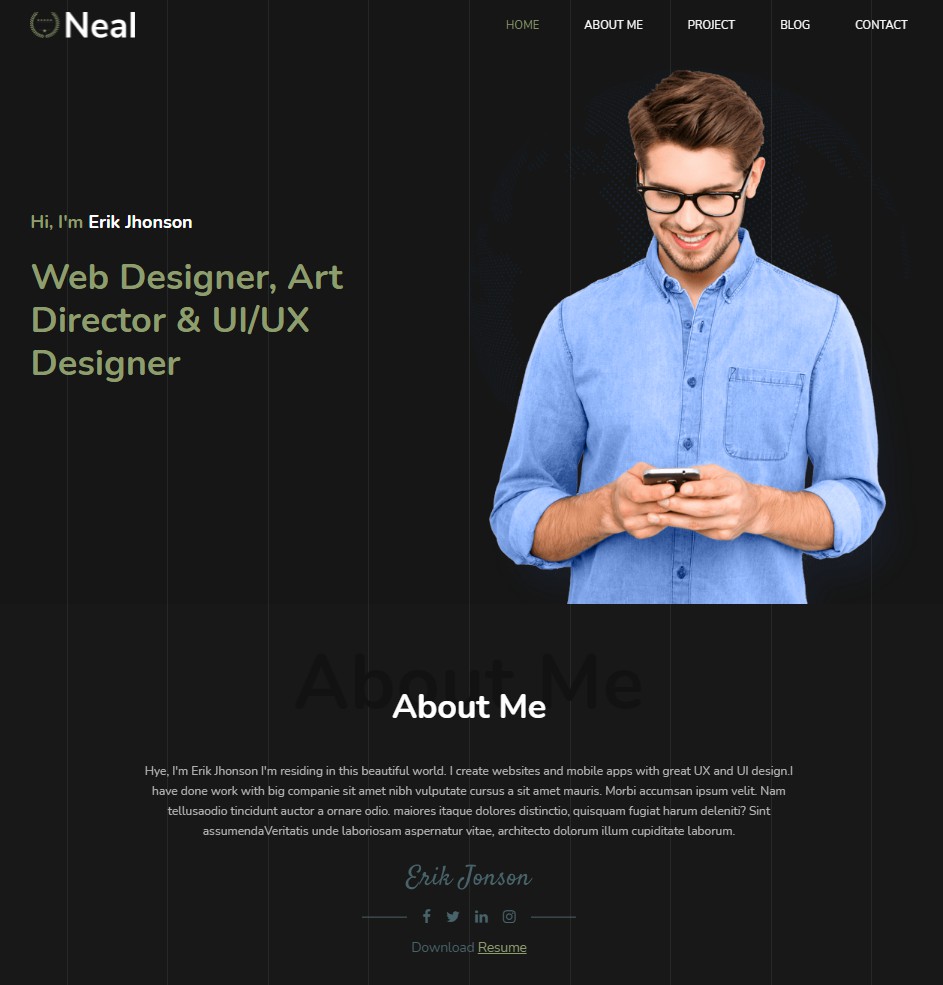 Neal
HOME ABOUT ME PROJECT BLOG CONTACT
Hi, I'm Erik Jhonson
Web Designer, Art
Director & UI/UX
Designer
About Me
About Me
Hye, I'm Erik Jhonson I'm residing in this beautiful world. I create websites and mobile apps with great UX and UI design.I
have done work with big companie sit amet nibh vulputate cursus a sit amet mauris. Morbi accumsan ipsum velit. Nam
tellusaodio tincidunt auctor a ornare odio. maiores itaque dolores distinctio, quisquam fugiat harum deleniti? Sint
assumendaVeritatis unde laboriosam aspernatur vitae, architecto dolorum illum cupiditate laborum.
Erik Jonson
Download Resume